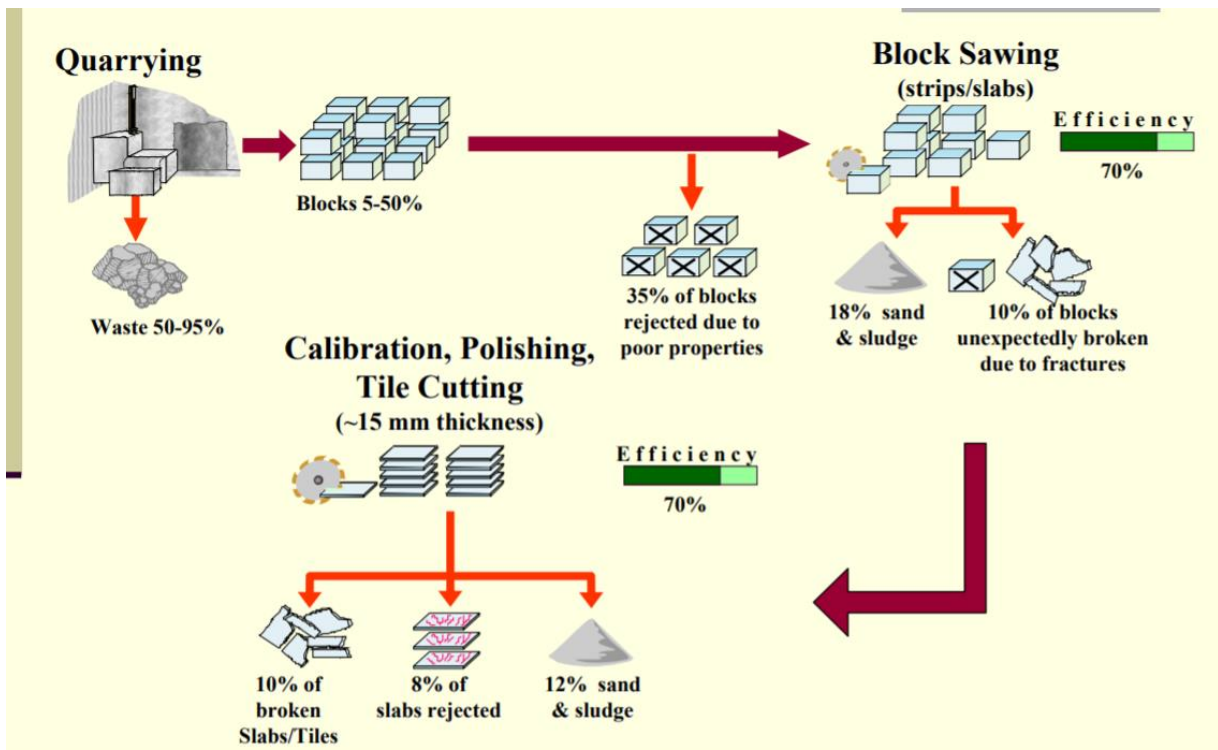 Quarrying
Waste 50-95%
Blocks 5-50%
35% of blocks
rejected due to
poor properties
Block Sawing
(strips/slabs)
Efficiency
70%
18% sand
& sludge
10% of blocks
unexpectedly broken
due to fractures
Calibration, Polishing,
Tile Cutting
(~15 mm thickness)
Efficiency
70%
10% of
broken
Slabs/Tiles
8% of
slabs rejected
12% sand
& sludge